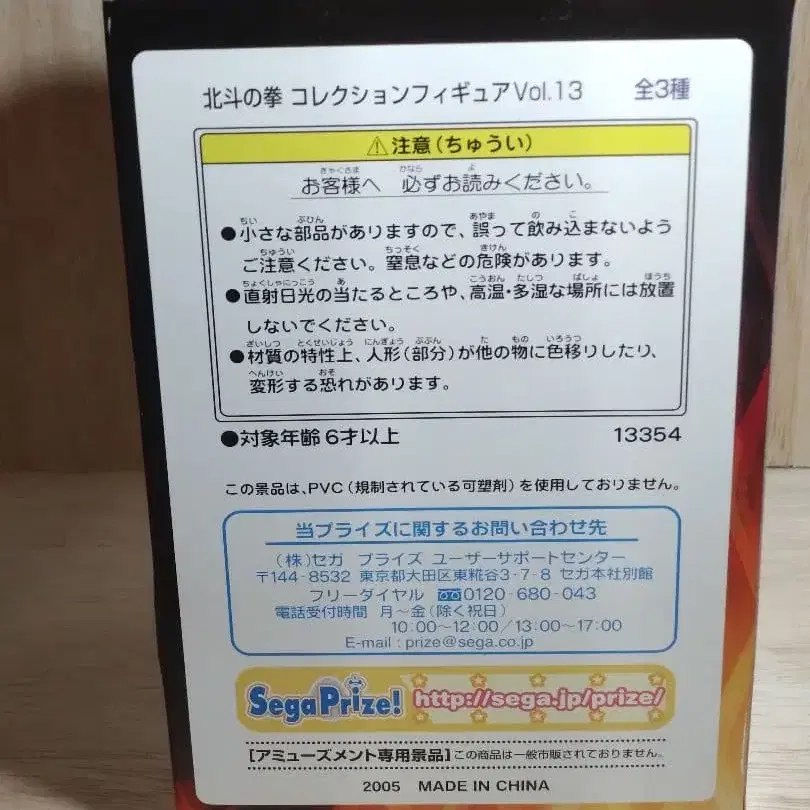 北斗の拳 コレクションフィギュアVol.13 全3種
⚠注意(ちゅうい)
お客様へ 必ずお読みください。
●小さな部品がありますので、誤って飲み込まないよう
ご注意ください。窒息などの危険があります。
●直射日光の当たるところや、高温・多湿な場所には放置
しないでください。
●材質の特性上、人形(部分)が他の物に色移りしたり、
変形する恐れがあります。
●対象年齢 6才以上 13354
この景品は、PVC(規制されている可塑剤)を使用しておりません。
当プライズに関するお問い合わせ先
(株)セガ プライズ ユーザーサポートセンター
〒144-8532 東京都大田区東糀谷3-7-8 セガ本社別館
フリーダイヤル 0120-680-043
電話受付時間 月~金(除く祝日)
10:00~12:00/13:00~17:00
E-mail : prize@sega.co.jp
SegaPrize! http://sega.jp/prize/
[アミューズメント専用景品]この商品は一般市販されておりません。
2005 MADE IN CHINA